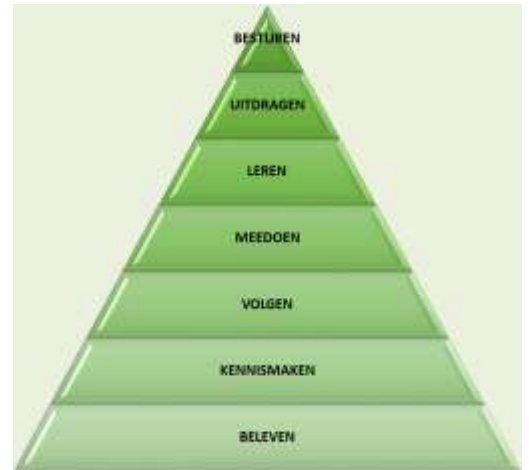 BESTUREN
UITDRAGEN
LEREN
MEEDOEN
VOLGEN
KENNISMAKEN
BELEVEN